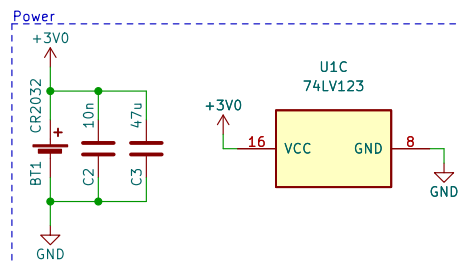 Power
+3V0
CR2032
+
BT1
10n
C2
47u
C3
GND
U1C
74LV123
+3V0
16
VCC
GND
8
GND